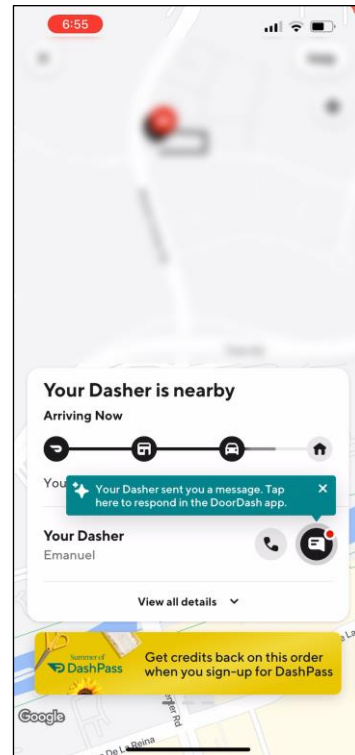 6:55
Your Dasher is nearby
Arriving Now
You
Your Dasher sent you a message. Tap
here to respond in the DoorDash app.
Your Dasher
Emanuel
View all details
Summer of
DashPass
Get credits back on this order
when you sign-up for DashPass
Google
De La Reina